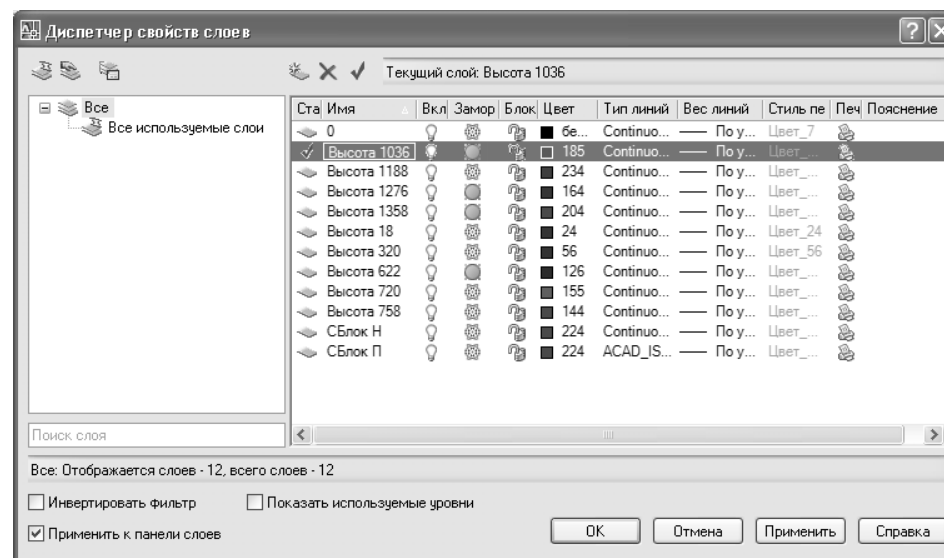 Диспетчер свойств слоев
Текущий слой: Высота 1036
Все
Все используемые слои
Ста Имя Вкл Замор Блок Цвет Тип линий Вес линий Стиль пе Печ Пояснение
0 бе... Continuo... По у... Цвет_7
Высота 1036 185 Continuo... По у... Цвет_...
Высота 1188 234 Continuo... По у... Цвет_...
Высота 1276 164 Continuo... По у... Цвет_...
Высота 1358 204 Continuo... По у... Цвет_...
Высота 18 24 Continuo... По у... Цвет_24
Высота 320 56 Continuo... По у... Цвет_56
Высота 622 126 Continuo... По у... Цвет_...
Высота 720 155 Continuo... По у... Цвет_...
Высота 758 144 Continuo... По у... Цвет_...
СБлок Н 224 Continuo... По у... Цвет_...
СБлок П 224 ACAD_IS... По у... Цвет_...
Поиск слоя
Все: Отображается слоев - 12, всего слоев - 12
Инвертировать фильтр Показать используемые уровни
Применить к панели слоев
OK Отмена Применить Справка